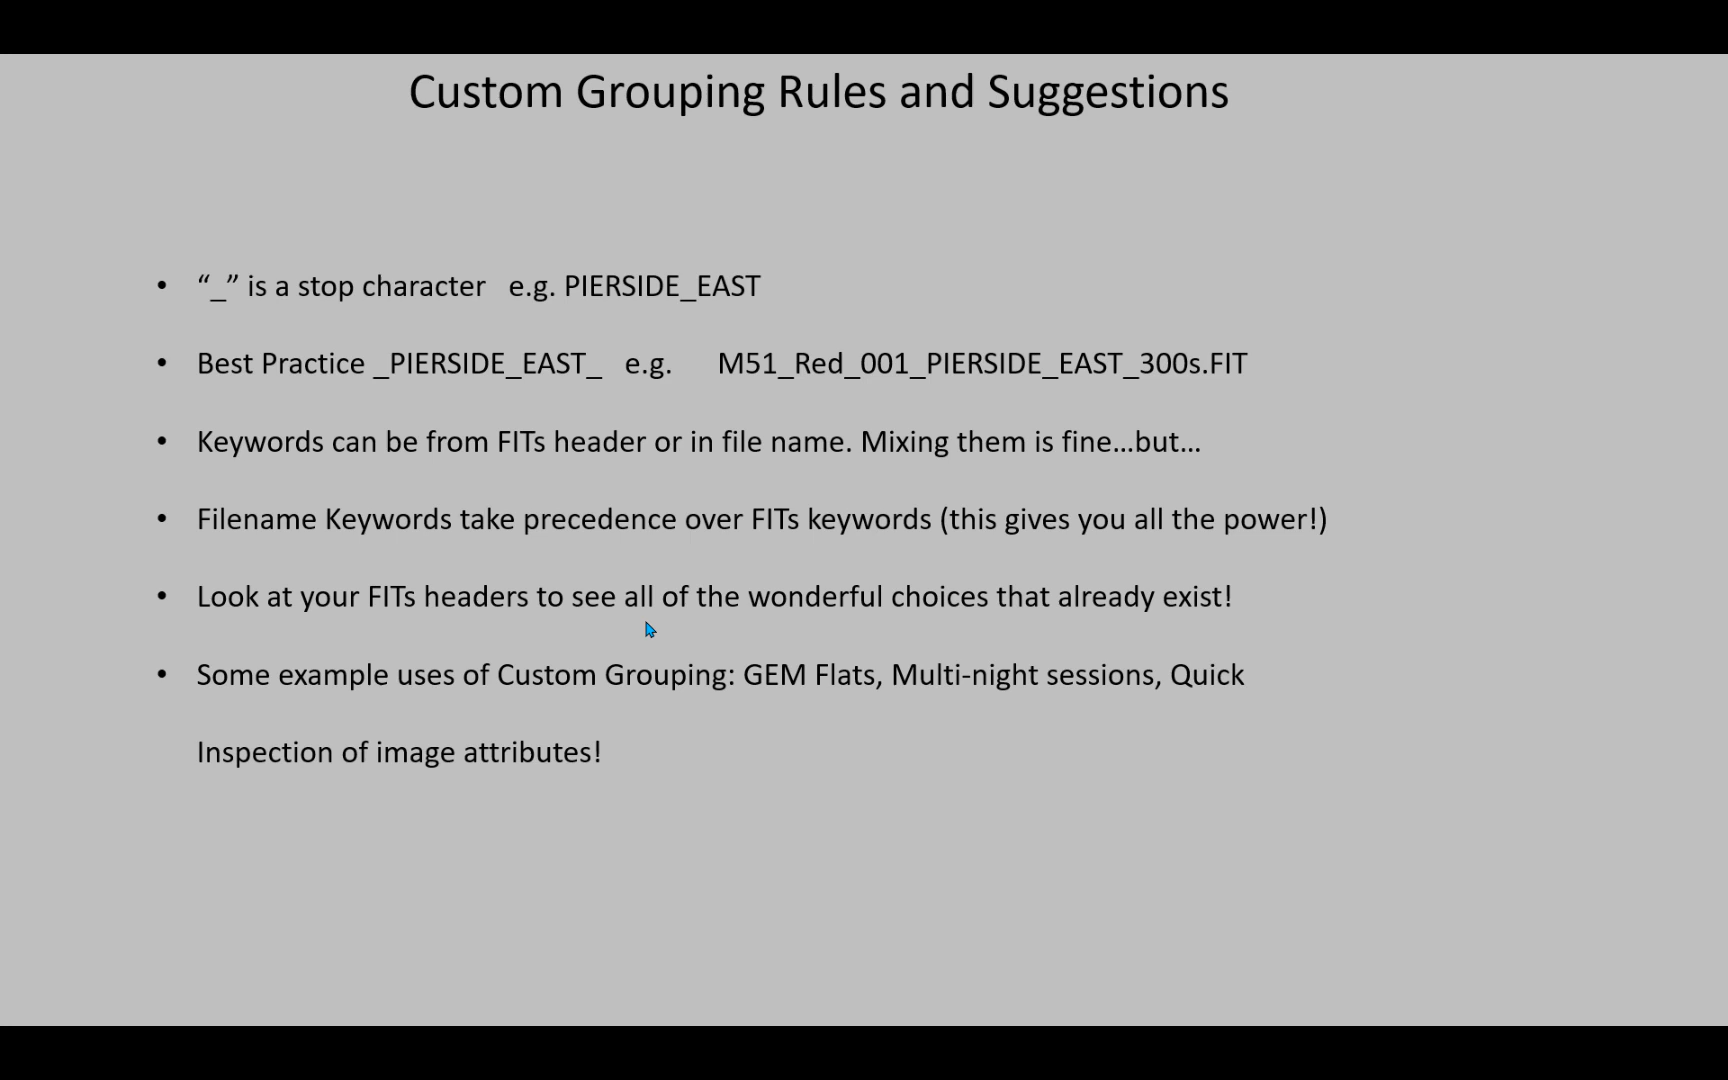 Custom Grouping Rules and Suggestions
• “_” is a stop character e.g. PIERSIDE_EAST
• Best Practice _PIERSIDE_EAST_ e.g. M51_Red_001_PIERSIDE_EAST_300s.FIT
• Keywords can be from FITs header or in file name. Mixing them is fine…but…
• Filename Keywords take precedence over FITs keywords (this gives you all the power!)
• Look at your FITs headers to see all of the wonderful choices that already exist!
• Some example uses of Custom Grouping: GEM Flats, Multi-night sessions, Quick
Inspection of image attributes!